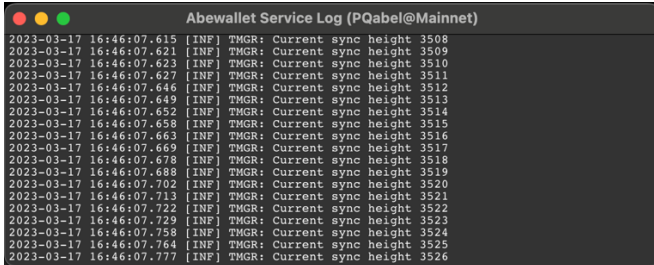 Abewallet Service Log (PQabel@Mainnet)
2023-03-17 16:46:07.615 [INF] TMGR: Current sync height 3508
2023-03-17 16:46:07.621 [INF] TMGR: Current sync height 3509
2023-03-17 16:46:07.623 [INF] TMGR: Current sync height 3510
2023-03-17 16:46:07.627 [INF] TMGR: Current sync height 3511
2023-03-17 16:46:07.646 [INF] TMGR: Current sync height 3512
2023-03-17 16:46:07.649 [INF] TMGR: Current sync height 3513
2023-03-17 16:46:07.652 [INF] TMGR: Current sync height 3514
2023-03-17 16:46:07.658 [INF] TMGR: Current sync height 3515
2023-03-17 16:46:07.663 [INF] TMGR: Current sync height 3516
2023-03-17 16:46:07.669 [INF] TMGR: Current sync height 3517
2023-03-17 16:46:07.678 [INF] TMGR: Current sync height 3518
2023-03-17 16:46:07.688 [INF] TMGR: Current sync height 3519
2023-03-17 16:46:07.702 [INF] TMGR: Current sync height 3520
2023-03-17 16:46:07.713 [INF] TMGR: Current sync height 3521
2023-03-17 16:46:07.722 [INF] TMGR: Current sync height 3522
2023-03-17 16:46:07.729 [INF] TMGR: Current sync height 3523
2023-03-17 16:46:07.758 [INF] TMGR: Current sync height 3524
2023-03-17 16:46:07.764 [INF] TMGR: Current sync height 3525
2023-03-17 16:46:07.777 [INF] TMGR: Current sync height 3526